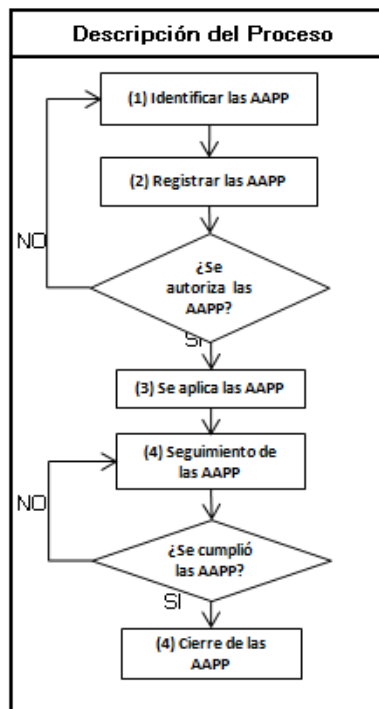 Descripción del Proceso
(1) Identificar las AAPP
(2) Registrar las AAPP
NO
¿Se
autoriza las
AAPP?
SI
(3) Se aplica las AAPP
(4) Seguimiento de
las AAPP
NO
¿Se cumplió
las AAPP?
SI
(4) Cierre de las
AAPP